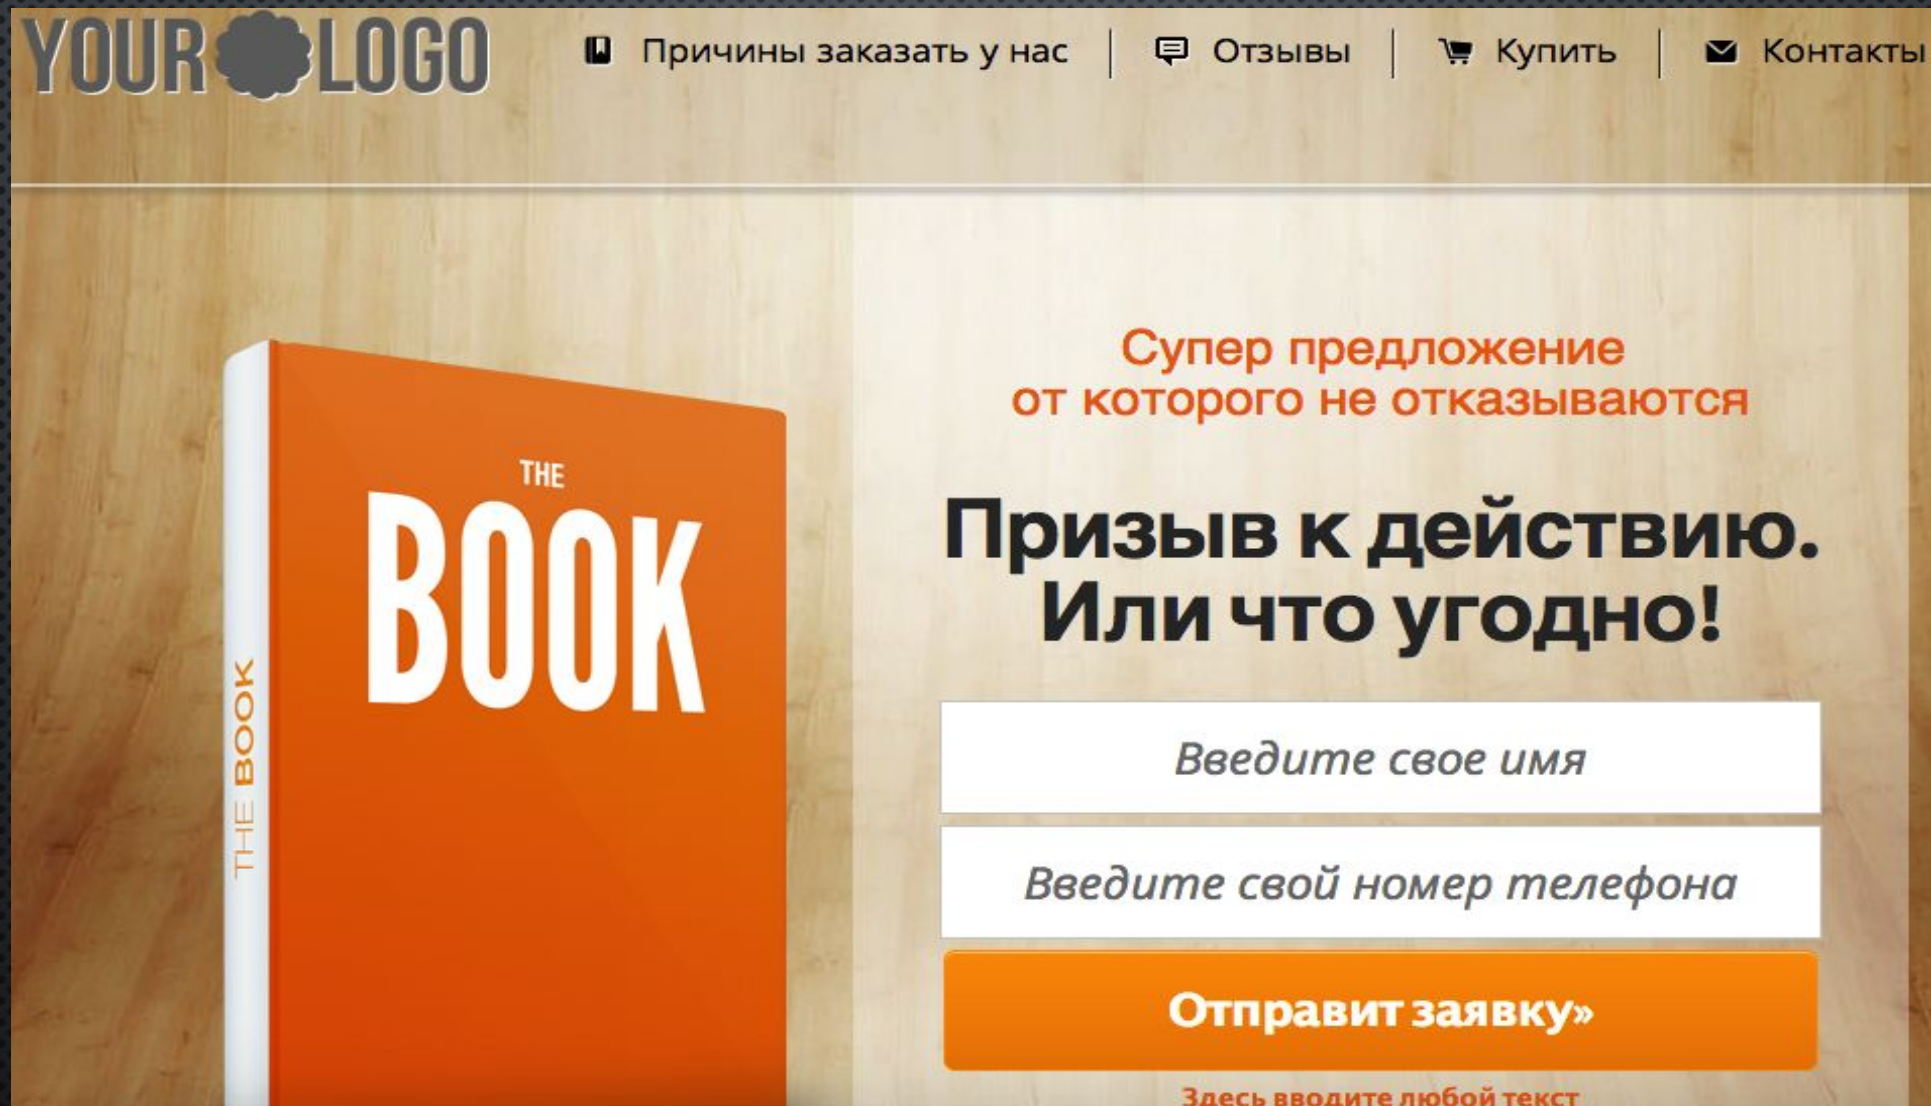 YOUR LOGO
Причины заказать у нас
Отзывы
Купить
Контакты
Супер предложение
от которого не отказываются
THE
BOOK
THE BOOK
Призыв к действию.
Или что угодно!
Введите свое имя
Введите свой номер телефона
Отправит заявку»
Здесь вводите любой текст